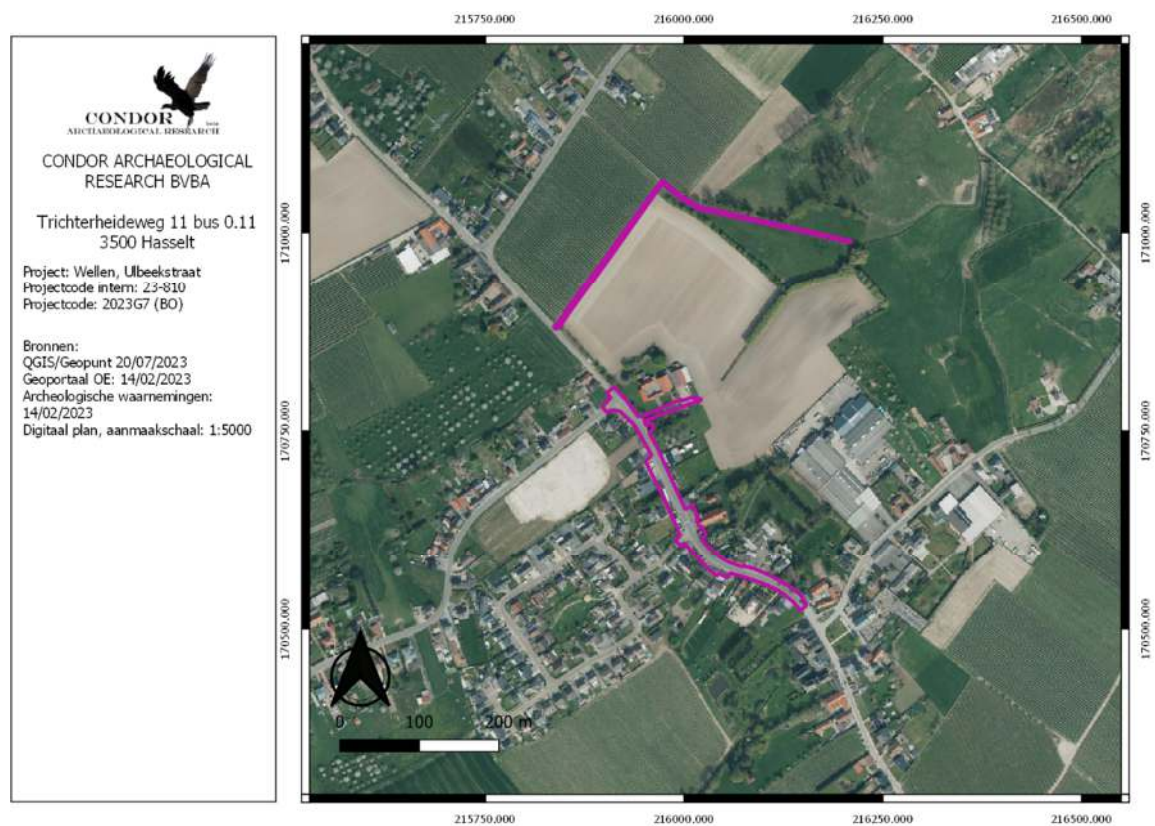 CONDOR
ARCHAEOLOGICAL RESEARCH
CONDOR ARCHAEOLOGICAL
RESEARCH BVBA
Trichterheideweg 11 bus 0.11
3500 Hasselt
Project: Wellen, Ulbeekstraat
Projectcode intern: 23-810
Projectcode: 2023G7 (BO)
Bronnen:
QGIS/Geopunt 20/07/2023
Geoportaal OE: 14/02/2023
Archeologische waarnemingen:
14/02/2023
Digitaal plan, aanmaakschaal: 1:5000
215750.000 216000.000 216250.000 216500.000
171000.000 171000.000
170750.000 170750.000
170500.000 170500.000
0 100 200 m
215750.000 216000.000 216250.000 216500.000